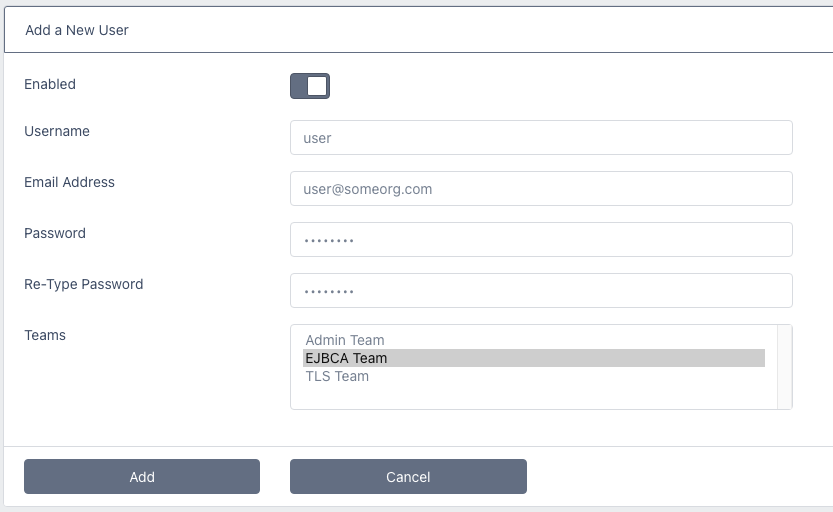 Add a New User
Enabled
Username
user
Email Address
user@someorg.com
Password
••••••••
Re-Type Password
••••••••
Teams
Admin Team
EJBCA Team
TLS Team
Add
Cancel